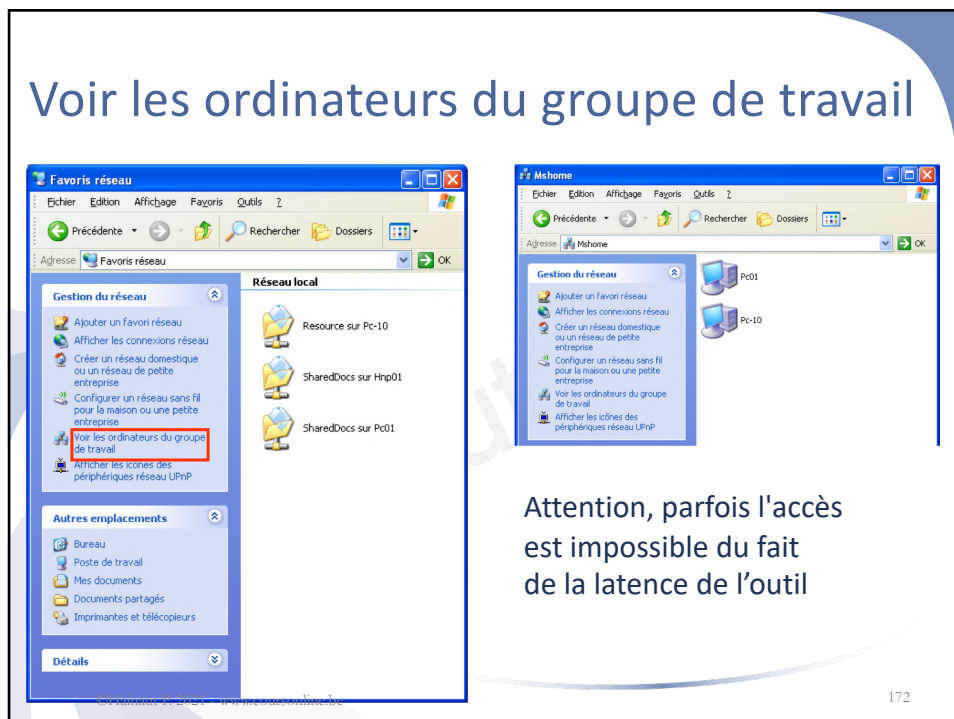 Voir les ordinateurs du groupe de travail
Favoris réseau
Fichier Edition Affichage Favoris Outils ?
Précédente Rechercher Dossiers
Adresse Favoris réseau OK
Gestion du réseau
Ajouter un favori réseau
Afficher les connexions réseau
Créer un réseau domestique
ou un réseau de petite
entreprise
Configurer un réseau sans fil
pour la maison ou une petite
entreprise
Voir les ordinateurs du groupe
de travail
Afficher les icônes des
périphériques réseau UPnP
Autres emplacements
Bureau
Poste de travail
Mes documents
Documents partagés
Imprimantes et télécopieurs
Détails
Réseau local
Resource sur Pc-10
SharedDocs sur Hnp01
SharedDocs sur Pc01
Mshome
Fichier Edition Affichage Favoris Outils ?
Précédente Rechercher Dossiers
Adresse Mshome OK
Gestion du réseau
Ajouter un favori réseau
Afficher les connexions réseau
Créer un réseau domestique
ou un réseau de petite
entreprise
Configurer un réseau sans fil
pour la maison ou une petite
entreprise
Voir les ordinateurs du groupe
de travail
Afficher les icônes des
périphériques réseau UPnP
Pc01
Pc-10
Attention, parfois l'accès
est impossible du fait
de la latence de l’outil
©Hainaut P. 2021 - www.coursonline.be
172